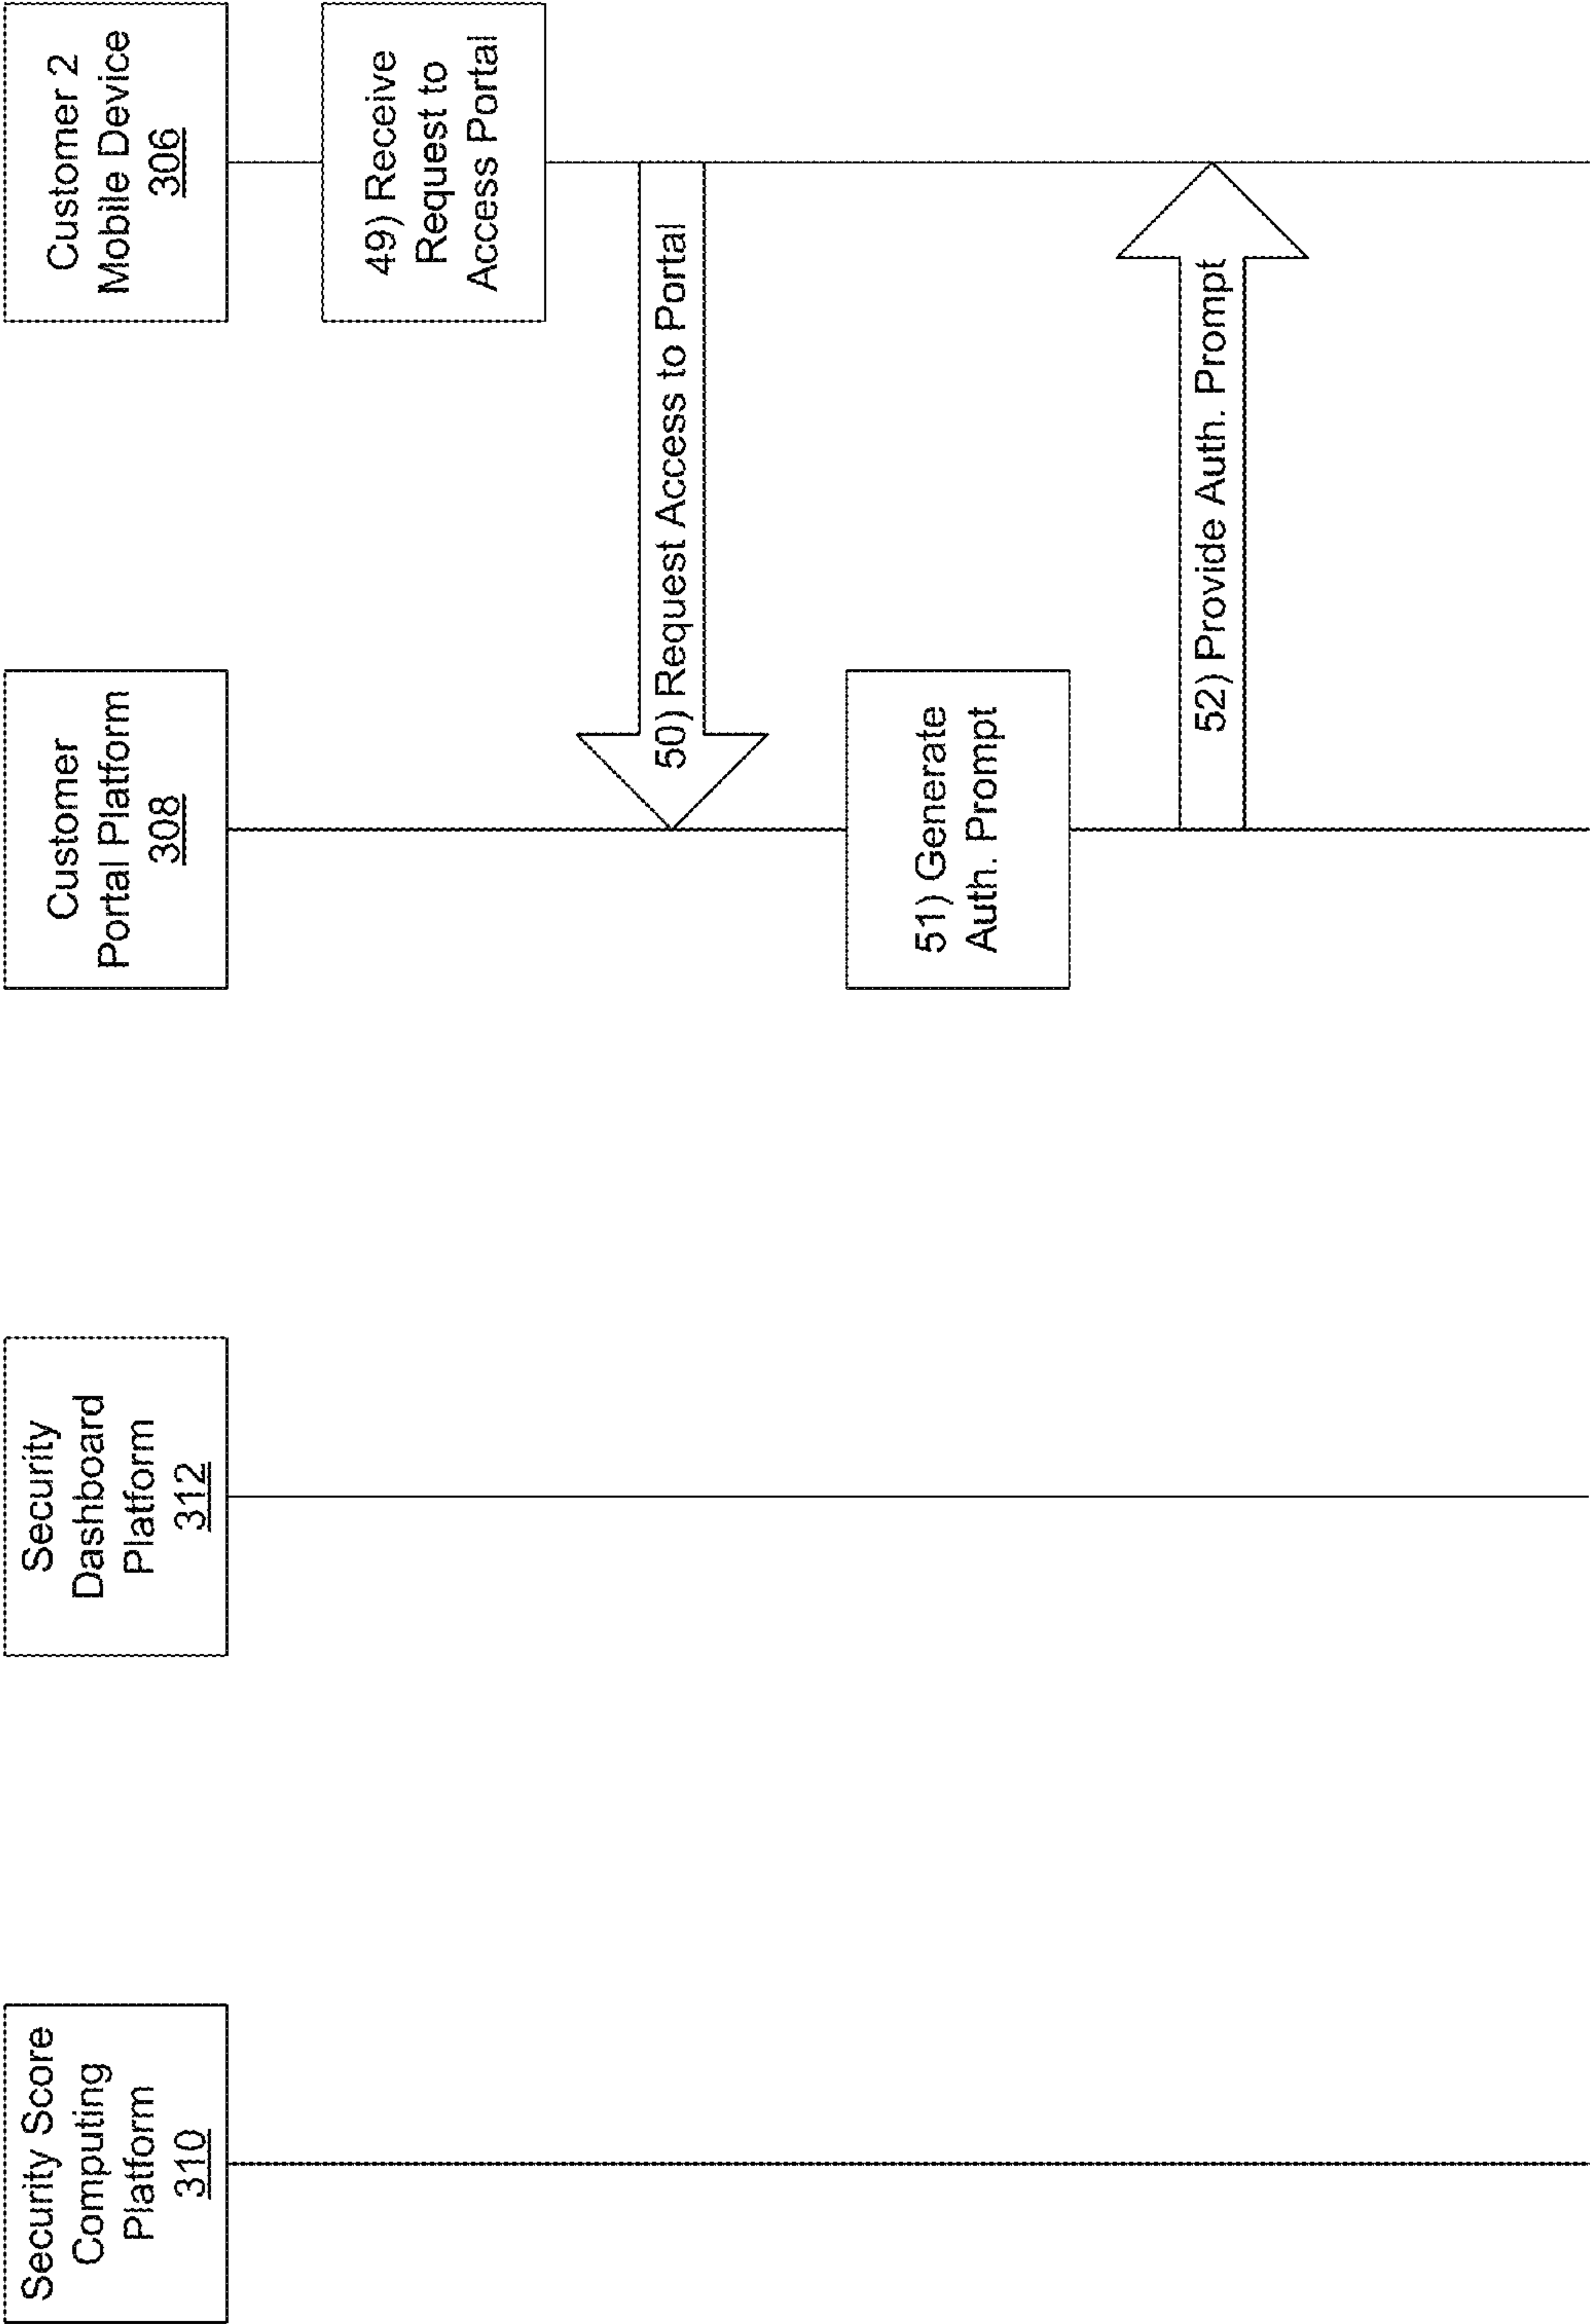 Security Score
Computing
Platform
310
Security
Dashboard
Platform
312
Customer
Portal Platform
308
Customer 2
Mobile Device
306
49) Receive
Request to
Access Portal
50) Request Access to Portal
51) Generate
Auth. Prompt
52) Provide Auth. Prompt